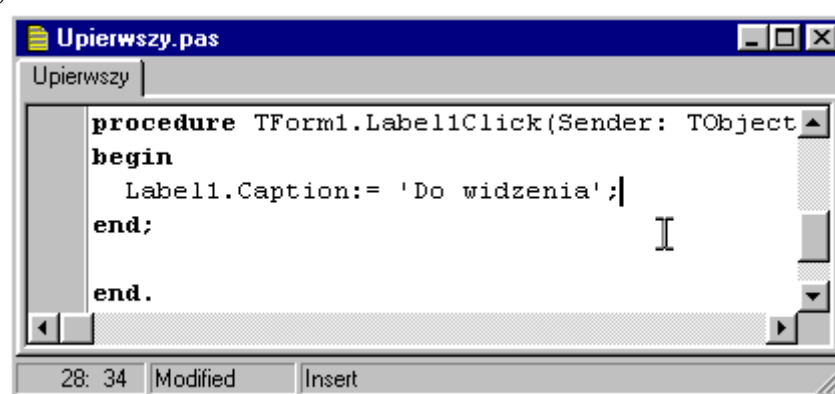 Upierwszy.pas
Upierwszy
procedure TForm1.Label1Click(Sender: TObject
begin
Label1.Caption:= 'Do widzenia';
end;
end.
28: 34 Modified Insert